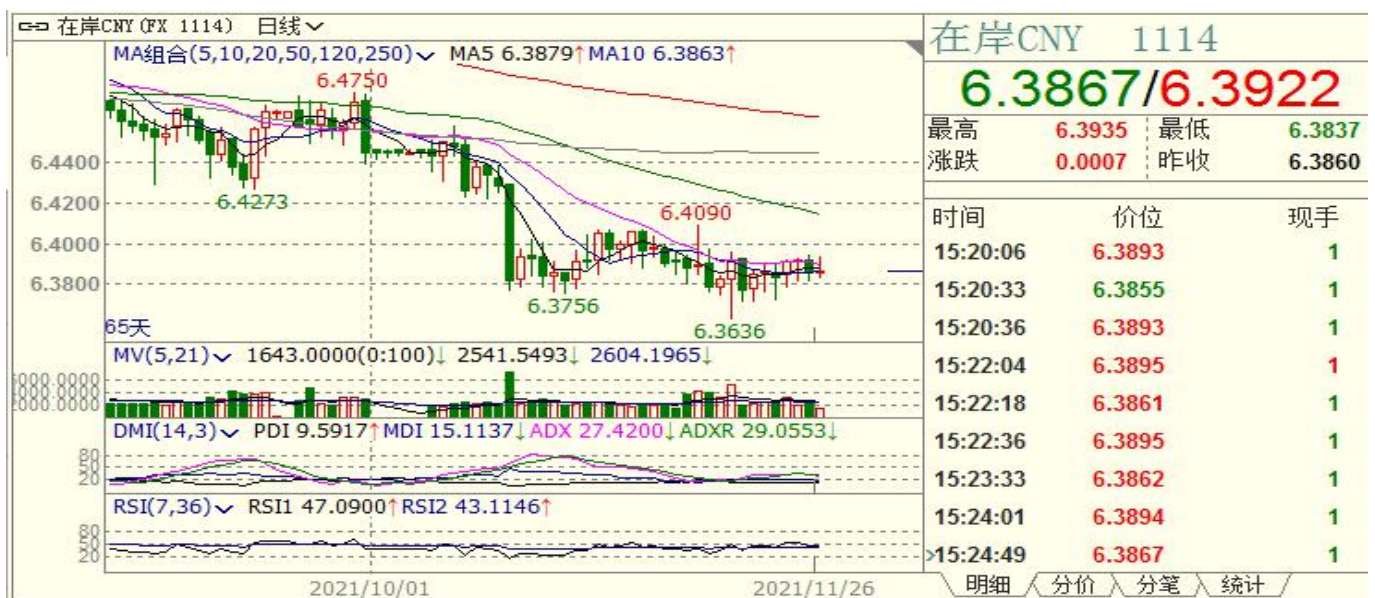 在岸CNY(FX 1114) 日线
MA组合(5,10,20,50,120,250) MA5 6.3879↑ MA10 6.3863↑
6.4750
6.4400
6.4200
6.4273
6.4090
6.4000
6.3800
6.3756
6.3636
65天
MV(5,21) 1643.0000(0:100)↓ 2541.5493↓ 2604.1965↓
DMI(14,3) PDI 9.5917↑ MDI 15.1137↓ ADX 27.4200↓ ADXR 29.0553↓
80
50
20
RSI(7,36) RSI1 47.0900↑ RSI2 43.1146↑
80
50
20
2021/10/01 2021/11/26
在岸CNY 1114
6.3867/6.3922
最高 6.3935 最低 6.3837
涨跌 0.0007 昨收 6.3860
时间 价位 现手
15:20:06 6.3893 1
15:20:33 6.3855 1
15:20:36 6.3893 1
15:22:04 6.3895 1
15:22:18 6.3861 1
15:22:36 6.3895 1
15:23:33 6.3862 1
15:24:01 6.3894 1
>15:24:49 6.3867 1
明细 分价 分笔 统计